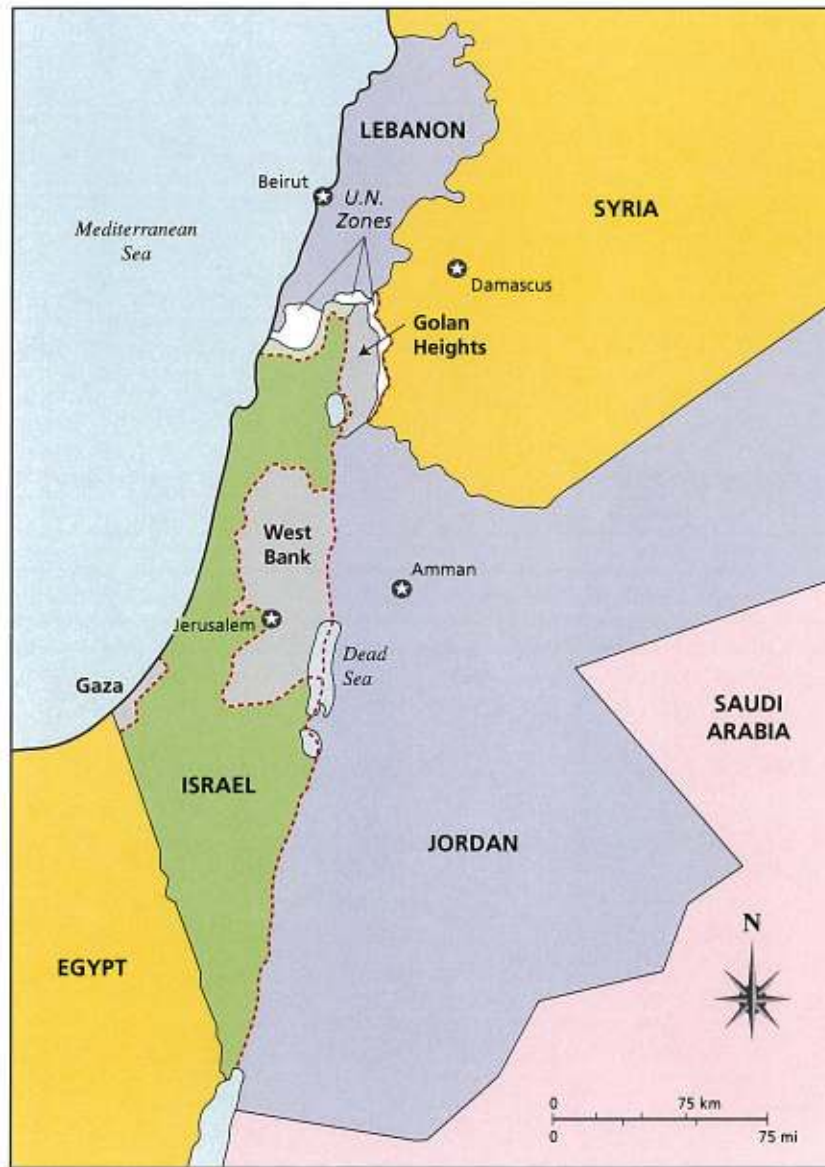 LEBANON
Beirut
U.N.
Zones
SYRIA
Mediterranean
Sea
Damascus
Golan
Heights
West
Bank
Amman
Jerusalem
Dead
Sea
Gaza
SAUDI
ARABIA
ISRAEL
JORDAN
N
EGYPT
0 75 km
0 75 mi